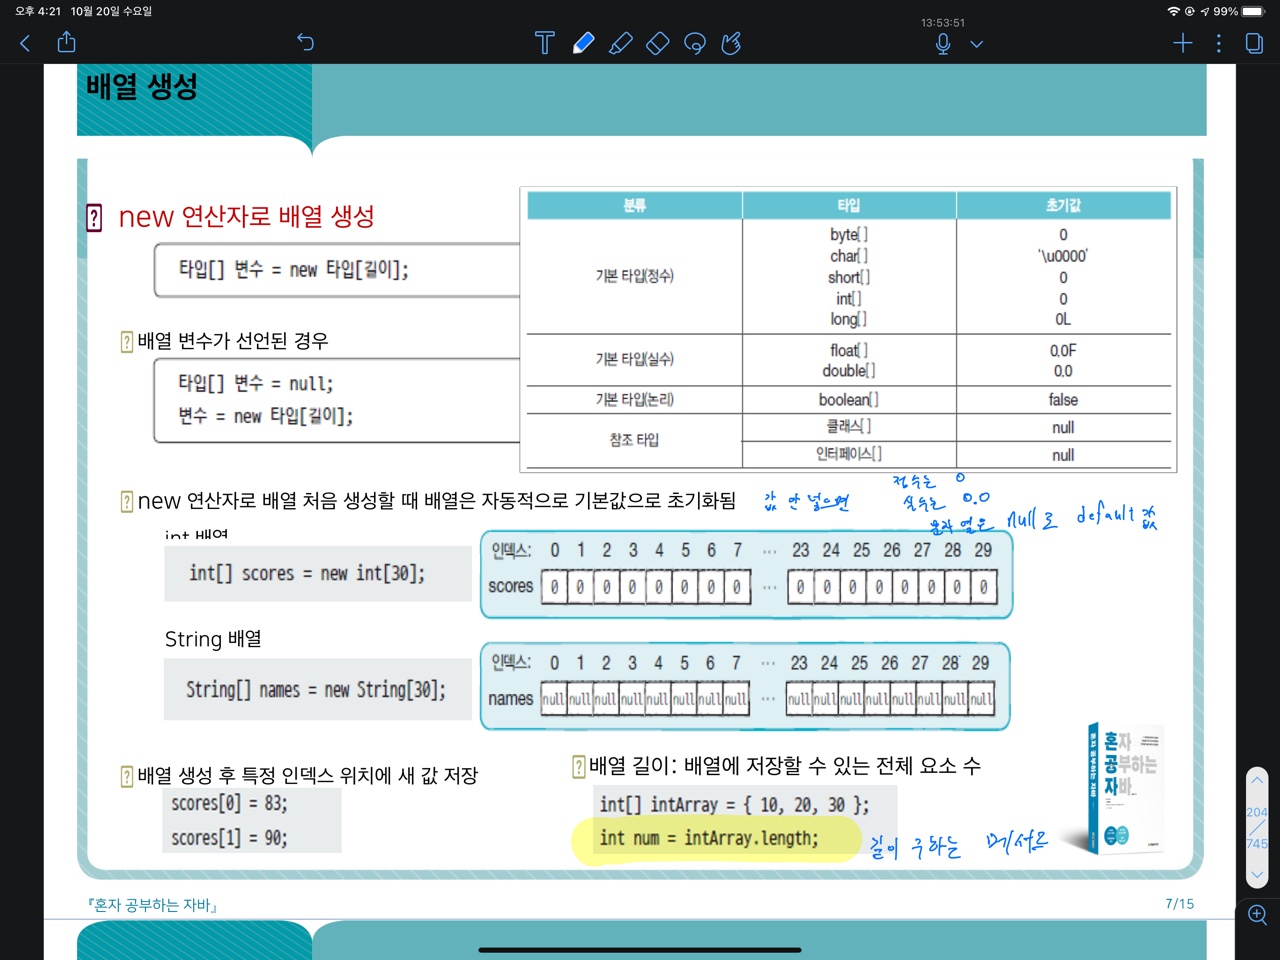 오후 4:21 10월 20일 수요일
99%
13:53:51
배열 생성
new 연산자로 배열 생성
타입[] 변수 = new 타입[길이];
배열 변수가 선언된 경우
타입[] 변수 = null;
변수 = new 타입[길이];
분류 타입 초기값
기본 타입(정수)
byte[] 0
char[] '\u0000'
short[] 0
int[] 0
long[] 0L
기본 타입(실수)
float[] 0.0F
double[] 0.0
기본 타입(논리) boolean[] false
참조 타입
클래스[] null
인터페이스[] null
new 연산자로 배열 처음 생성할 때 배열은 자동적으로 기본값으로 초기화됨
값 안 넣으면
정수는 0
실수는 0.0
문자열은 null로 default 값
int 배열
int[] scores = new int[30];
인덱스: 0 1 2 3 4 5 6 7 ··· 23 24 25 26 27 28 29
scores 0 0 0 0 0 0 0 0 ··· 0 0 0 0 0 0 0
String 배열
String[] names = new String[30];
인덱스: 0 1 2 3 4 5 6 7 ··· 23 24 25 26 27 28 29
names null null null null null null null null ··· null null null null null null null
배열 생성 후 특정 인덱스 위치에 새 값 저장
scores[0] = 83;
scores[1] = 90;
배열 길이: 배열에 저장할 수 있는 전체 요소 수
int[] intArray = { 10, 20, 30 };
int num = intArray.length;
길이 구하는 메서드
혼자
공부하는
자바
혼자 공부하는 자바
204
745
『혼자 공부하는 자바』
7/15